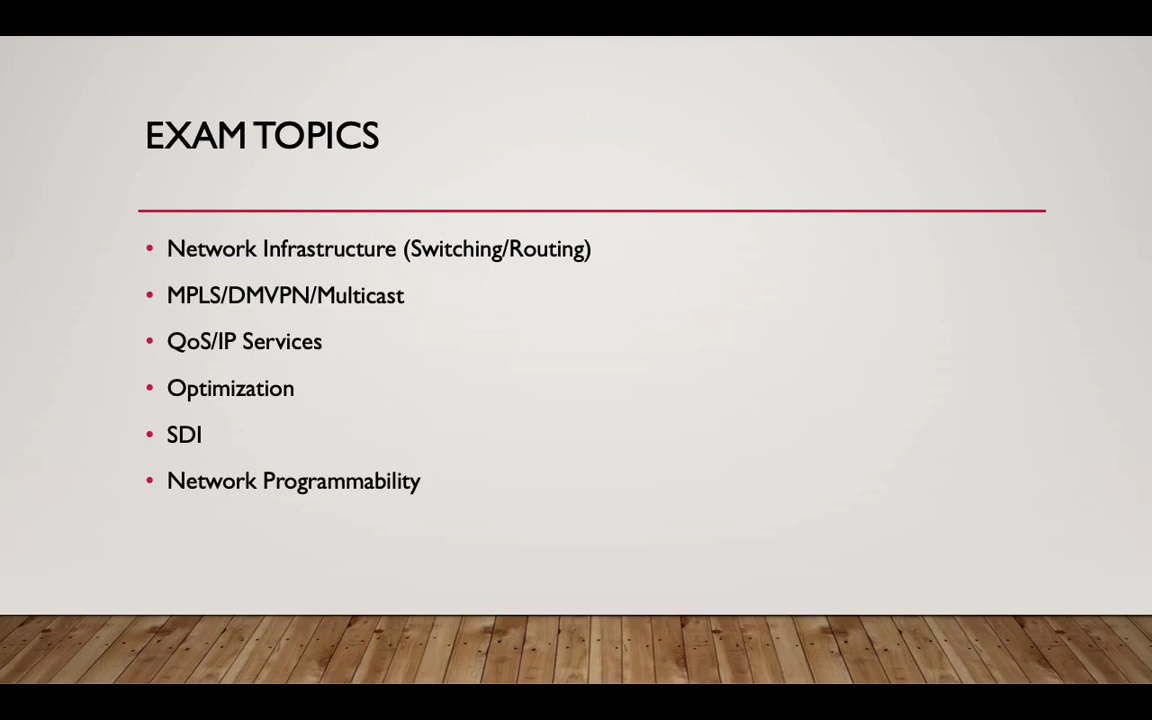 EXAM TOPICS
• Network Infrastructure (Switching/Routing)
• MPLS/DMVPN/Multicast
• QoS/IP Services
• Optimization
• SDI
• Network Programmability